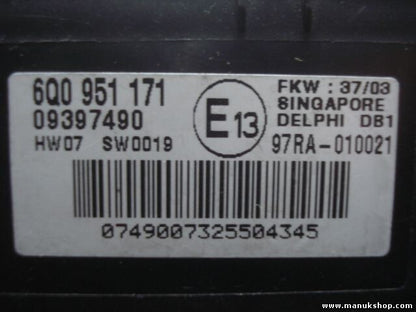 6Q0 951 171
09397490
HW07 SW0019
E13
FKW : 37/03
SINGAPORE
DELPHI DB1
97RA-010021
0749007325504345
www.manukshop.com